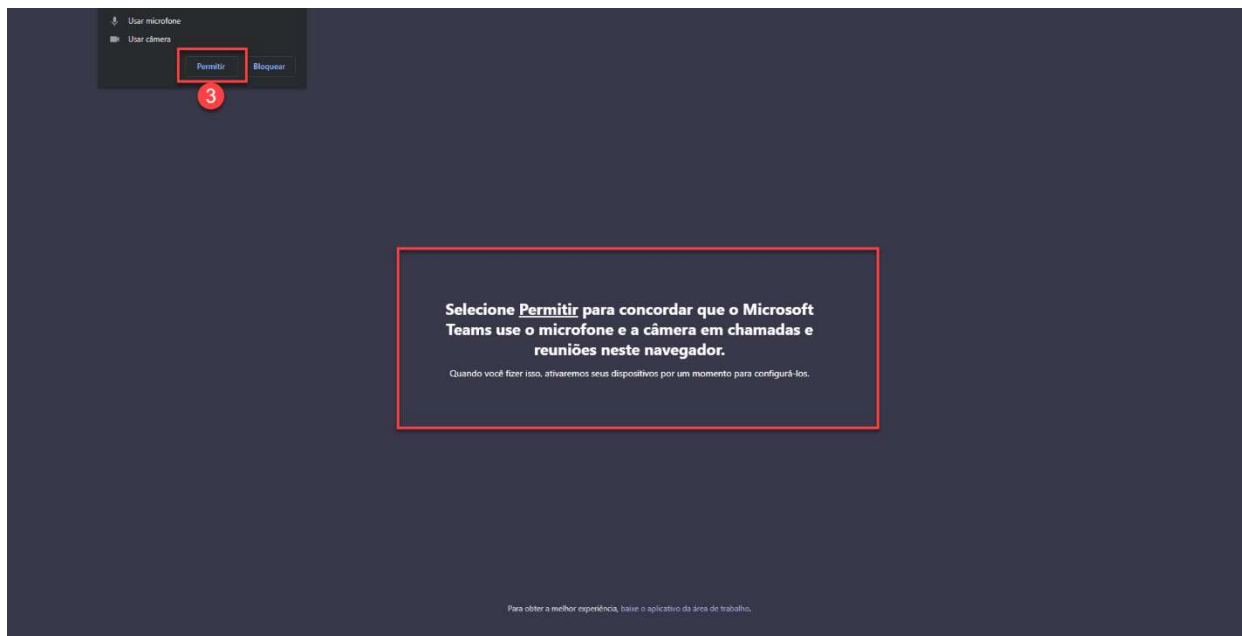 Usar microfone
Usar câmera
Permitir Bloquear
3
Selecione Permitir para concordar que o Microsoft
Teams use o microfone e a câmera em chamadas e
reuniões neste navegador.
Quando você fizer isso, ativaremos seus dispositivos por um momento para configurá-los.
Para obter a melhor experiência, baixe o aplicativo da área de trabalho.